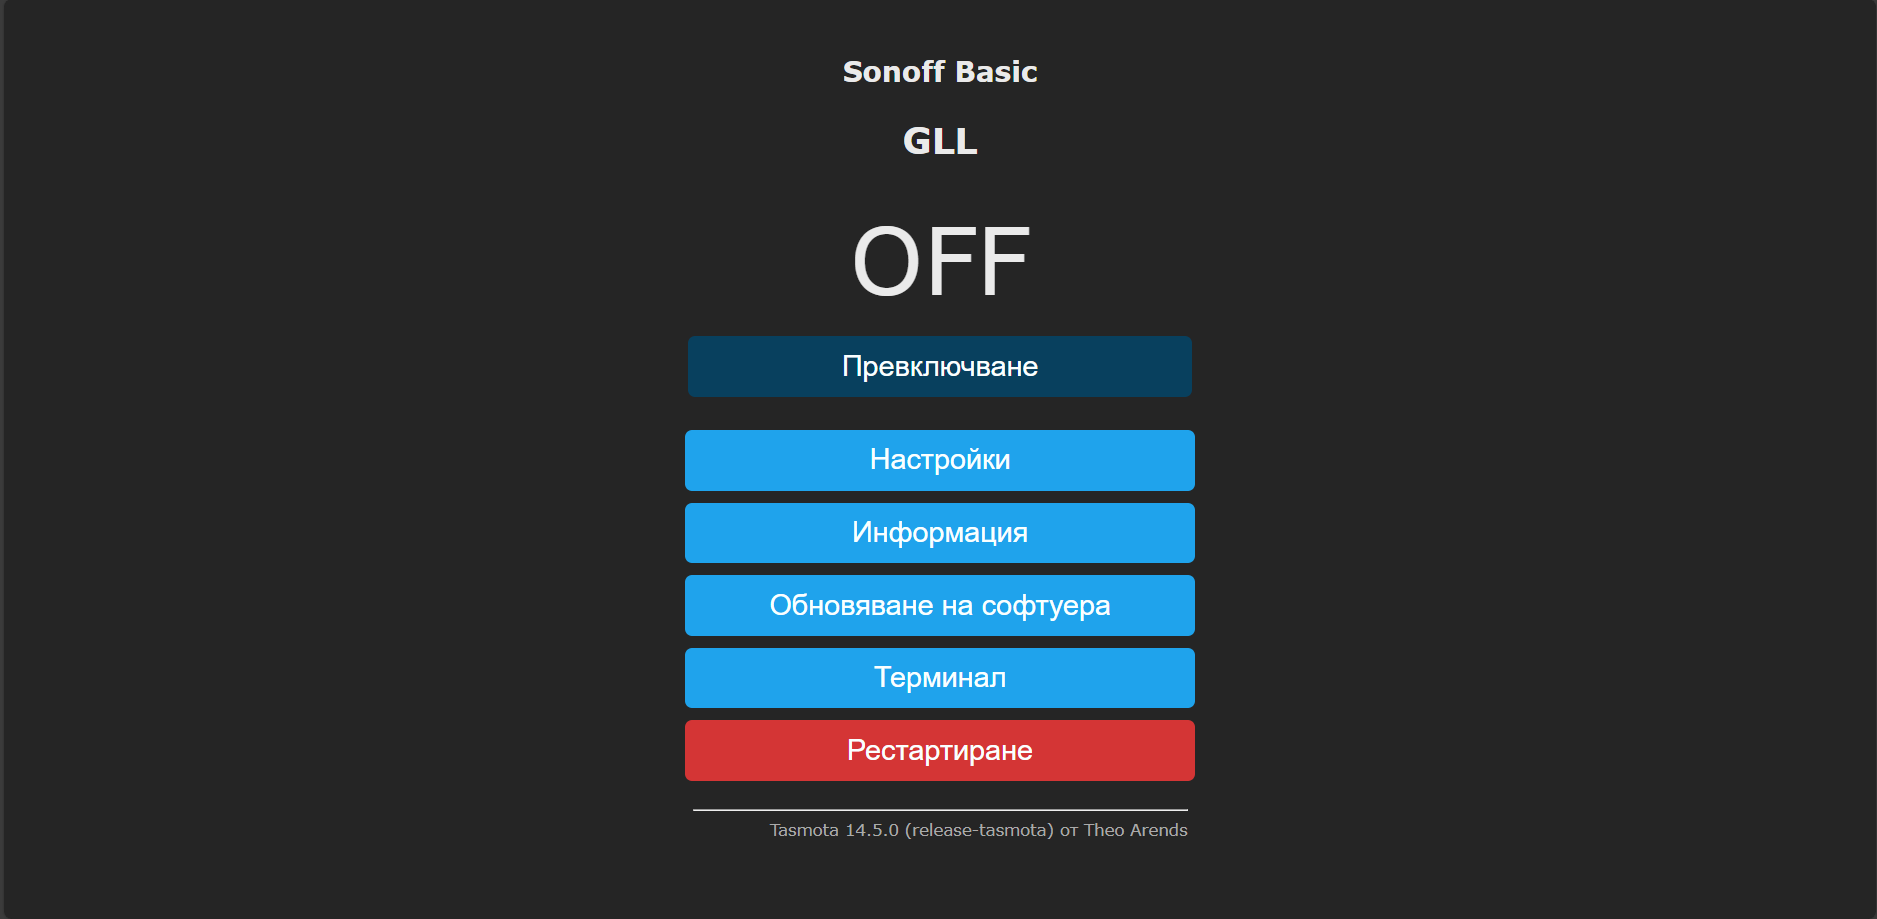 Sonoff Basic
GLL
OFF
Превключване
Настройки
Информация
Обновяване на софтуера
Терминал
Рестартиране
Tasmota 14.5.0 (release-tasmota) от Theo Arends